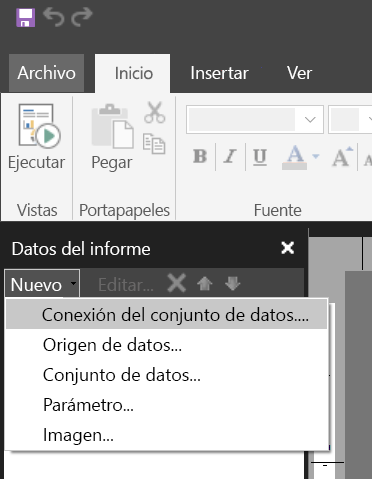 Archivo Inicio Insertar Ver
Ejecutar Pegar B I U A A
Vistas Portapapeles Fuente
Datos del informe
Nuevo Editar...
Conexión del conjunto de datos....
Origen de datos...
Conjunto de datos...
Parámetro...
Imagen...